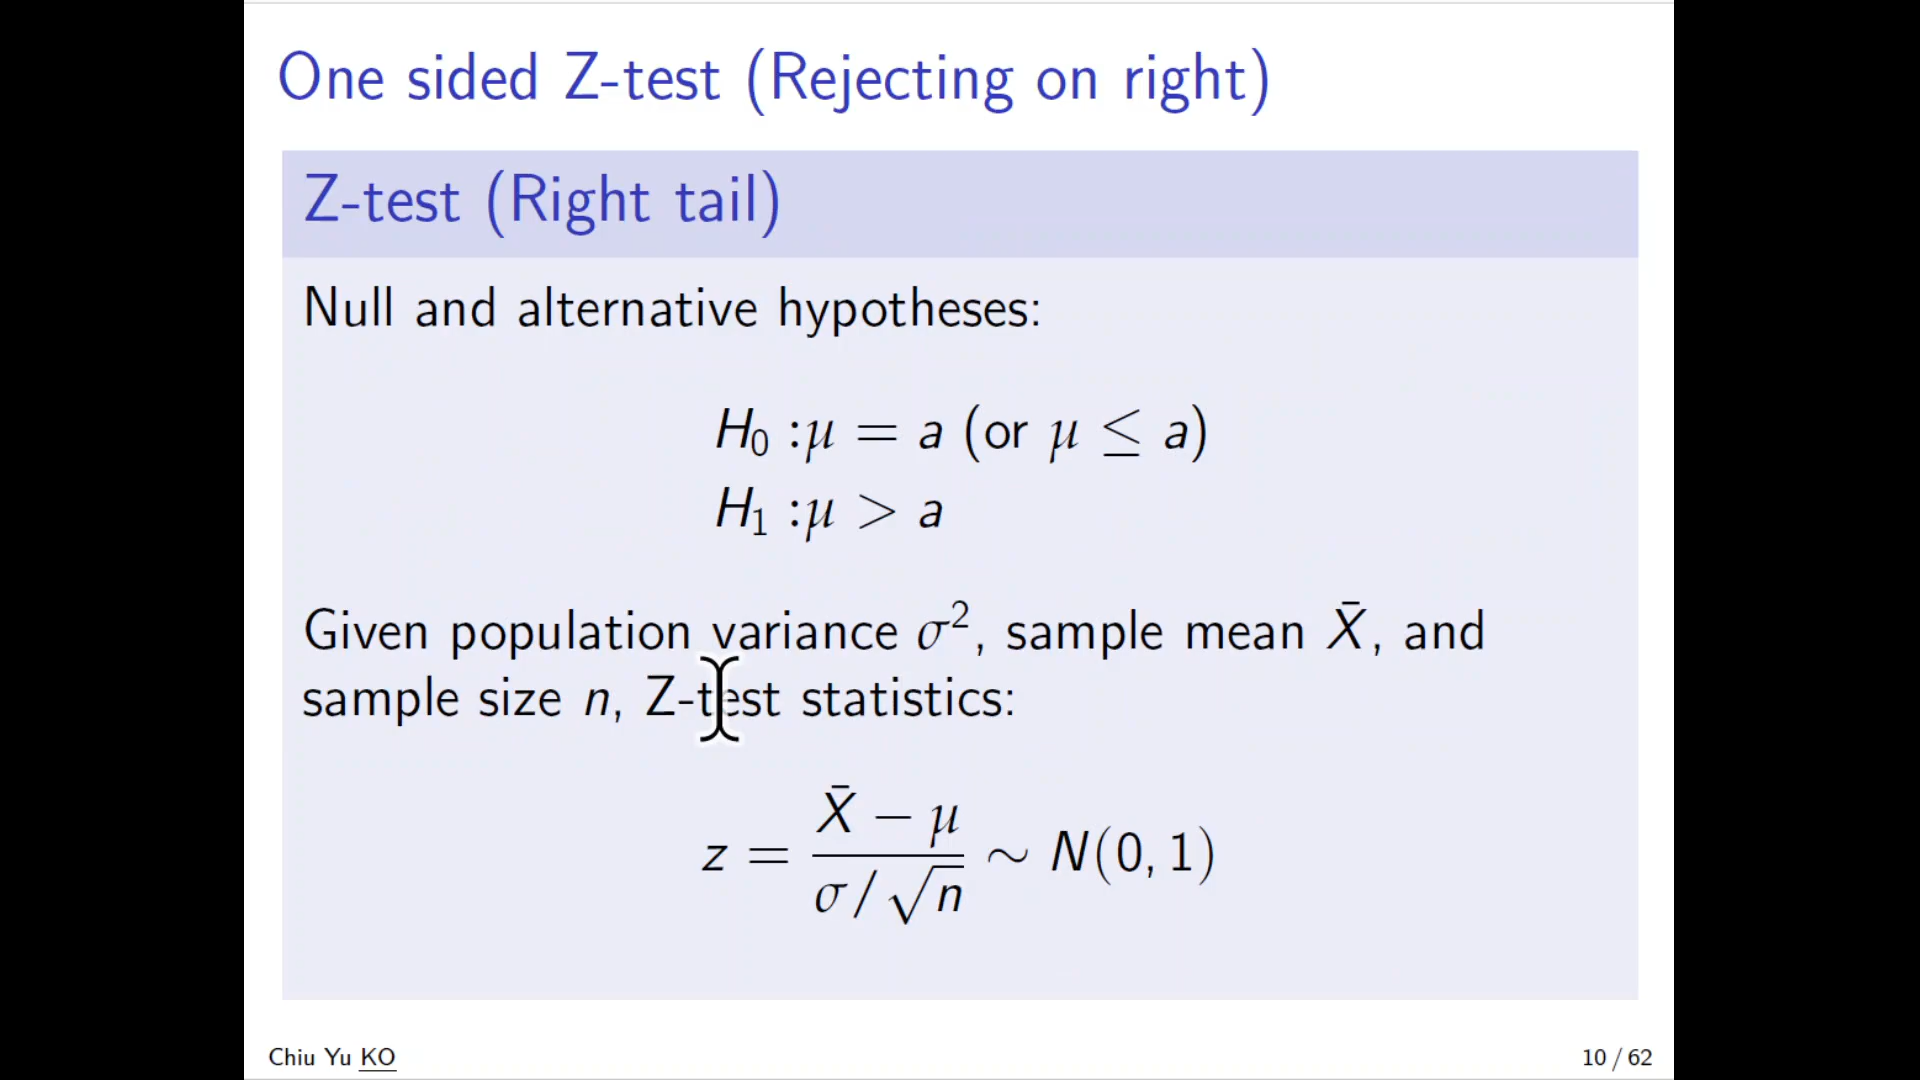 One sided Z-test (Rejecting on right)
Z-test (Right tail)
Null and alternative hypotheses:
H₀ :μ = a (or μ ≤ a)
H₁ :μ > a
Given population variance σ², sample mean X̄, and
sample size n, Z-test statistics:
z = (X̄ − μ) / (σ/√n) ∼ N(0, 1)
Chiu Yu KO
10 / 62